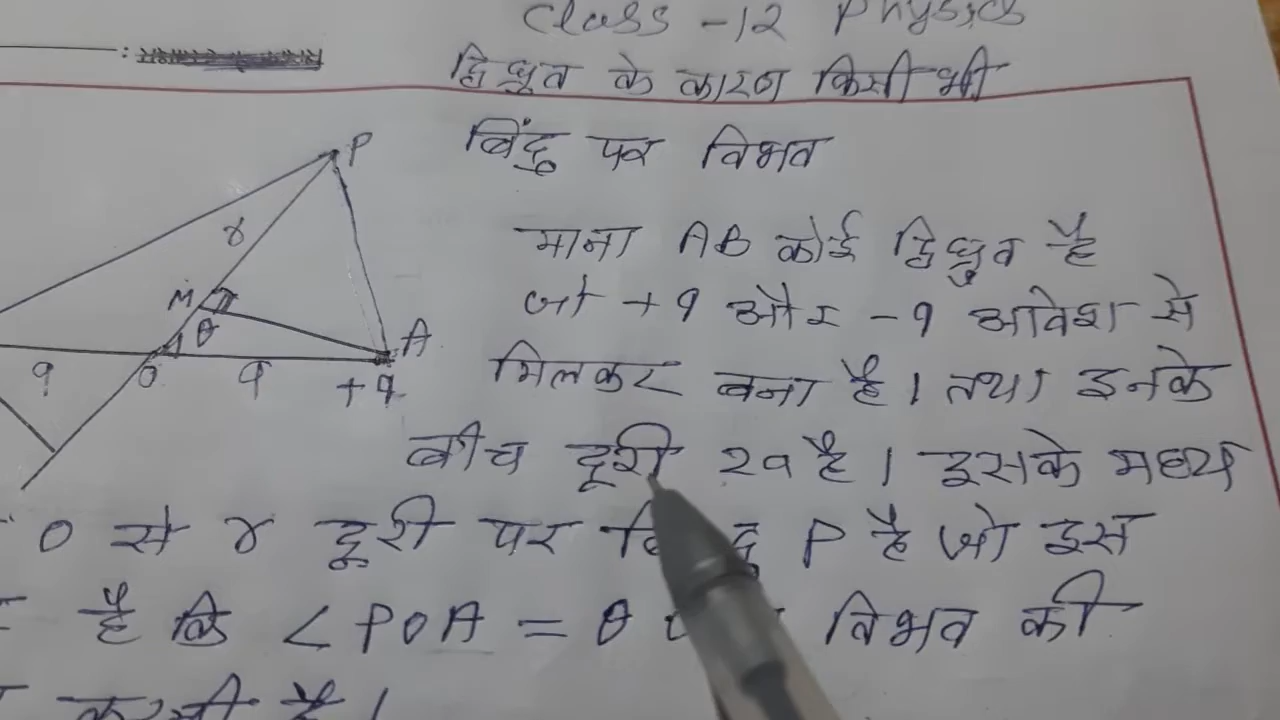 Class -12 Physics
द्विध्रुव के कारण किसी भी
बिंदु पर विभव
P
r
M
θ
A
a
O
a
+q
माना AB कोई द्विध्रुव है
जो +q और -q आवेश से
मिलकर बना है। तथा इनके
बीच दूरी 2a है। इसके मध्य
O से r दूरी पर P है जो इस
है कि <POA = θ विभव की
करनी है।